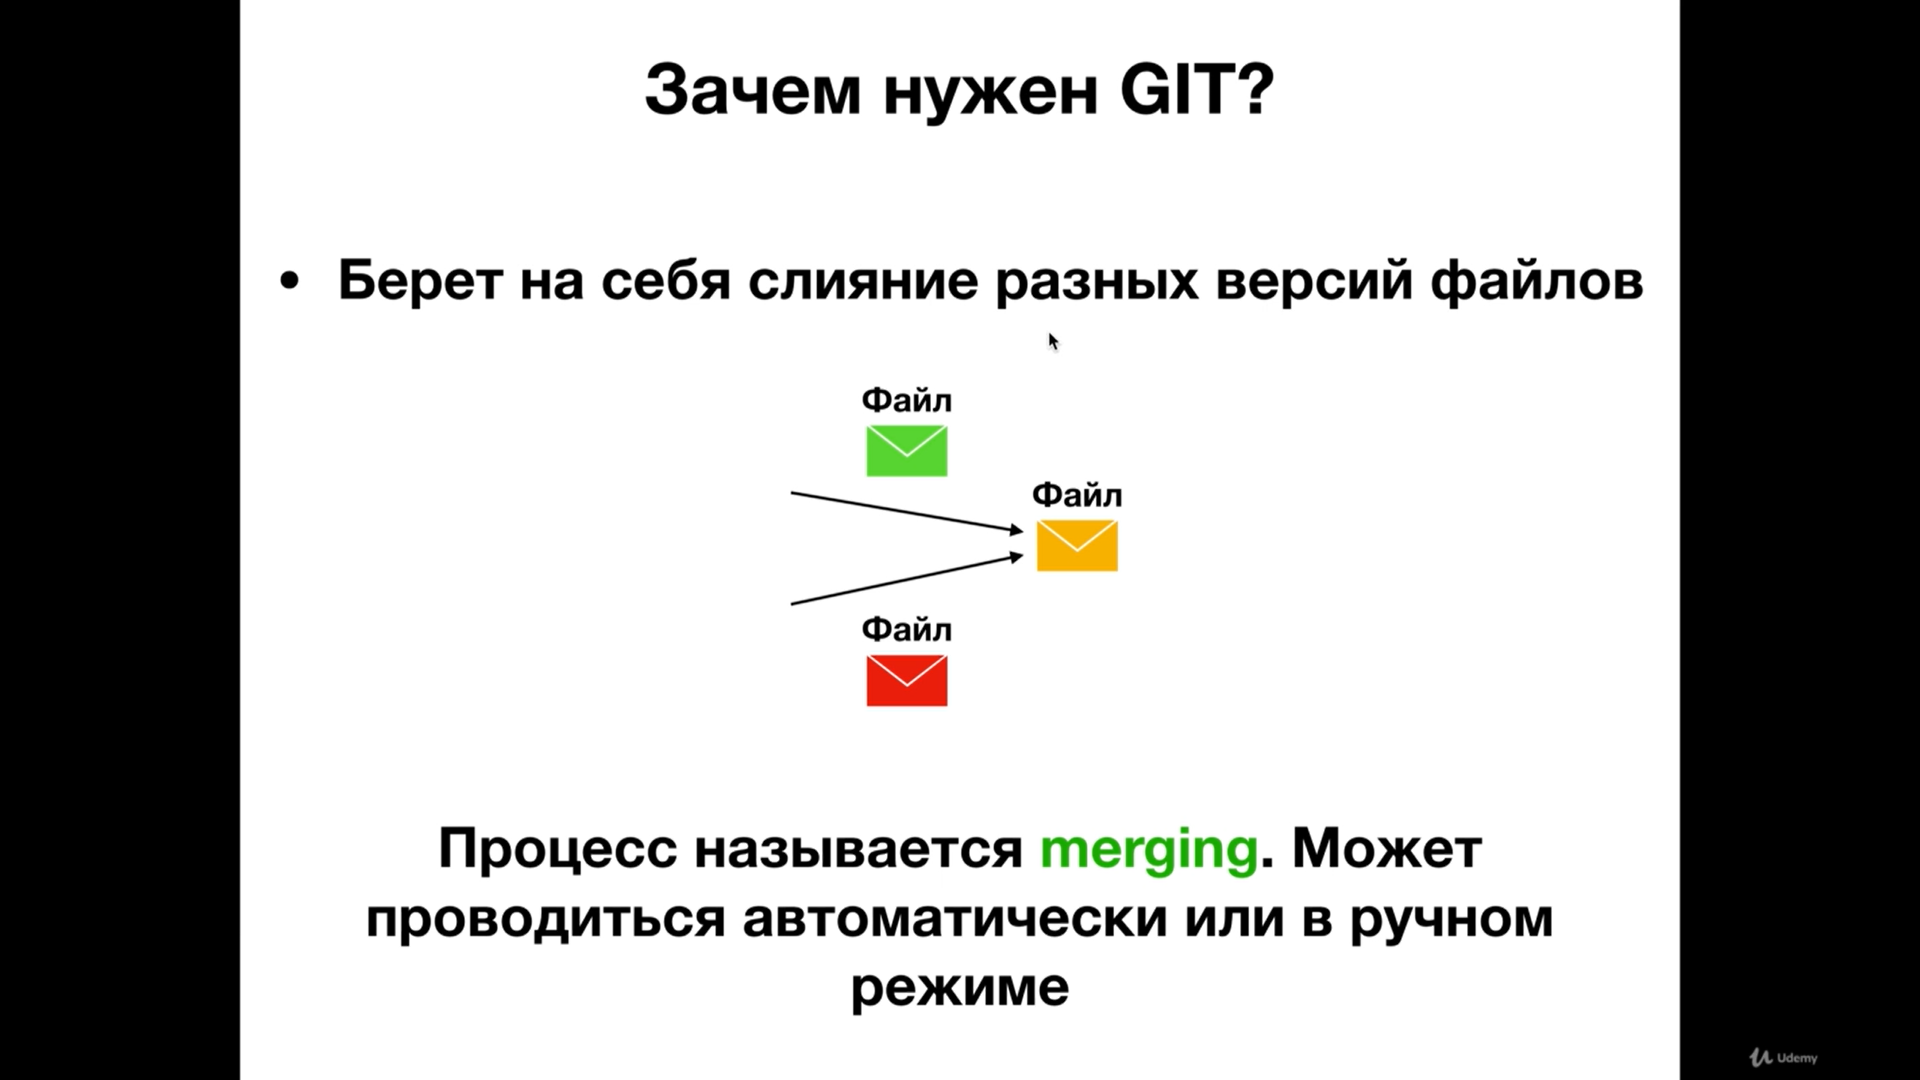 Зачем нужен GIT?
• Берет на себя слияние разных версий файлов
Файл
Файл
Файл
Процесс называется merging. Может
проводиться автоматически или в ручном
режиме
Udemy